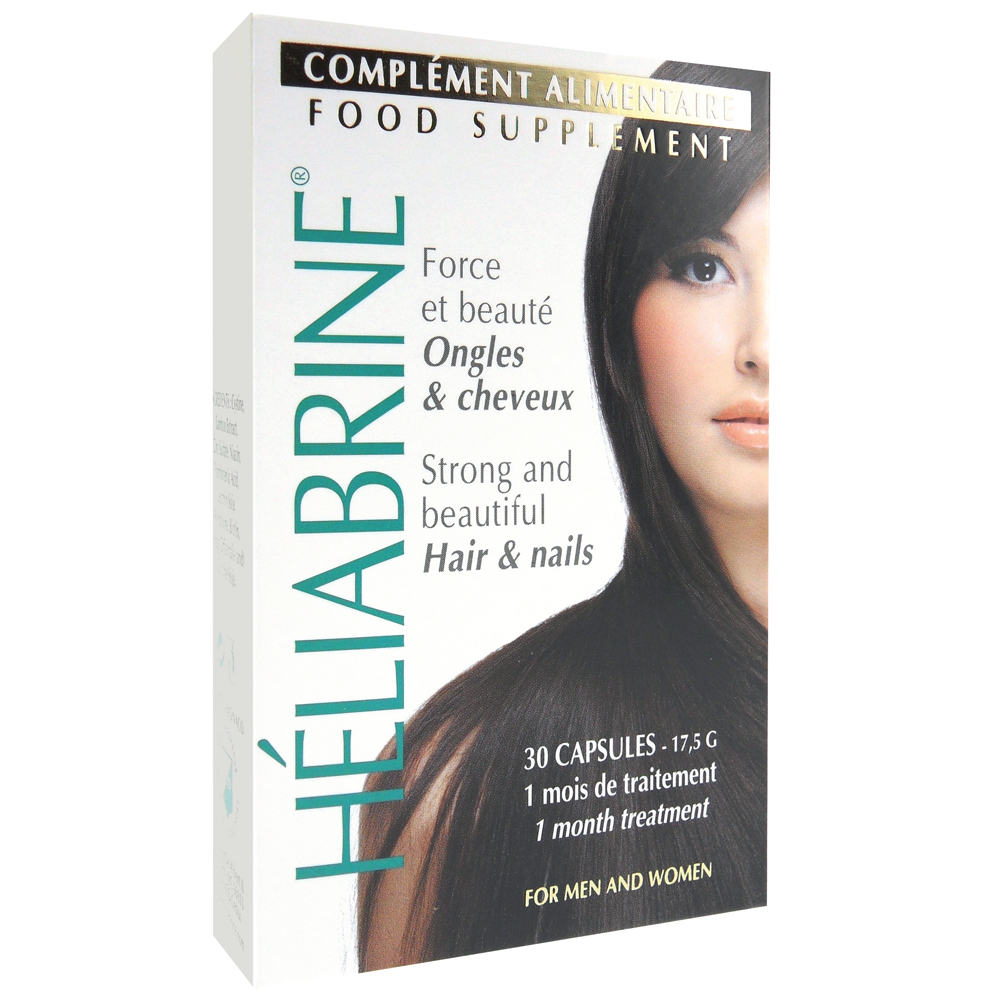 COMPLÉMENT ALIMENTAIRE
FOOD SUPPLEMENT
HÉLIABRINE®
Force
et beauté
Ongles
& cheveux
Strong and
beautiful
Hair & nails
30 CAPSULES - 17,5 G
1 mois de traitement
1 month treatment
FOR MEN AND WOMEN